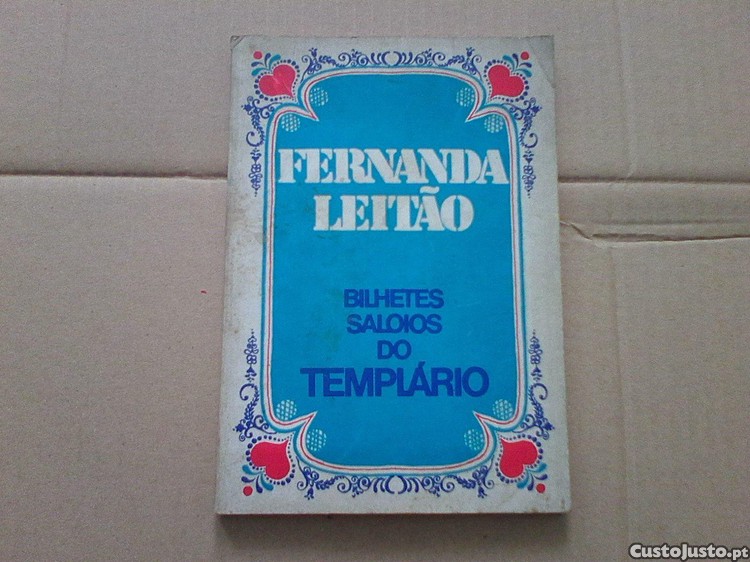 FERNANDA
LEITÃO
BILHETES
SALOIOS
DO
TEMPLÁRIO
CustoJusto.pt